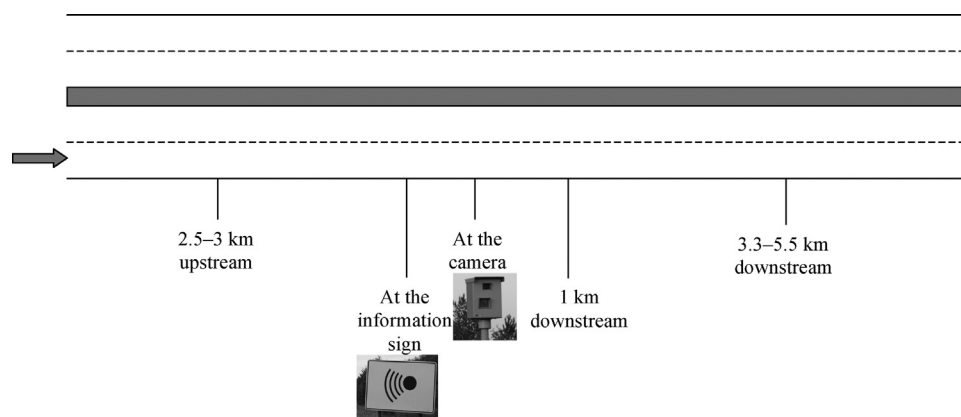 2.5–3 km
upstream
At the
information
sign
At the
camera
1 km
downstream
3.3–5.5 km
downstream